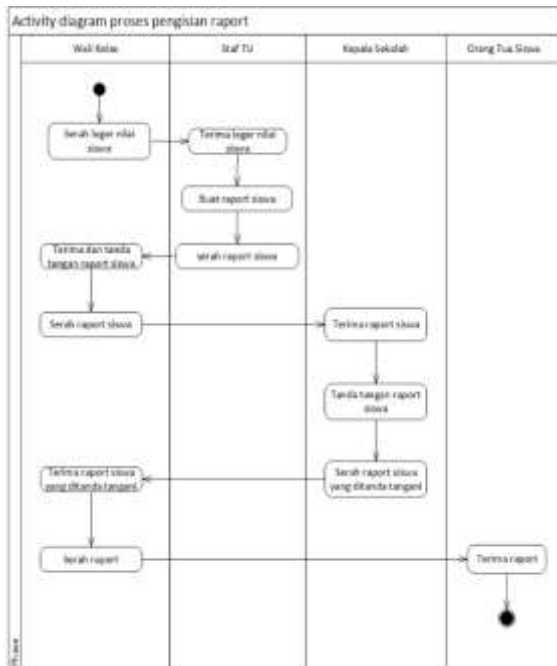 Activity diagram proses pengisian raport
Wali Kelas
Staf TU
Kepala Sekolah
Orang Tua Siswa
Serah leger nilai
siswa
Terima leger nilai
siswa
Buat raport siswa
serah raport siswa
Terima dan tanda
tangan raport siswa
Serah raport siswa
Terima raport siswa
Tanda tangan raport
siswa
Serah raport siswa
yang ditanda tangani
Terima raport siswa
yang ditanda tangani
Serah raport
Terima raport
Phase